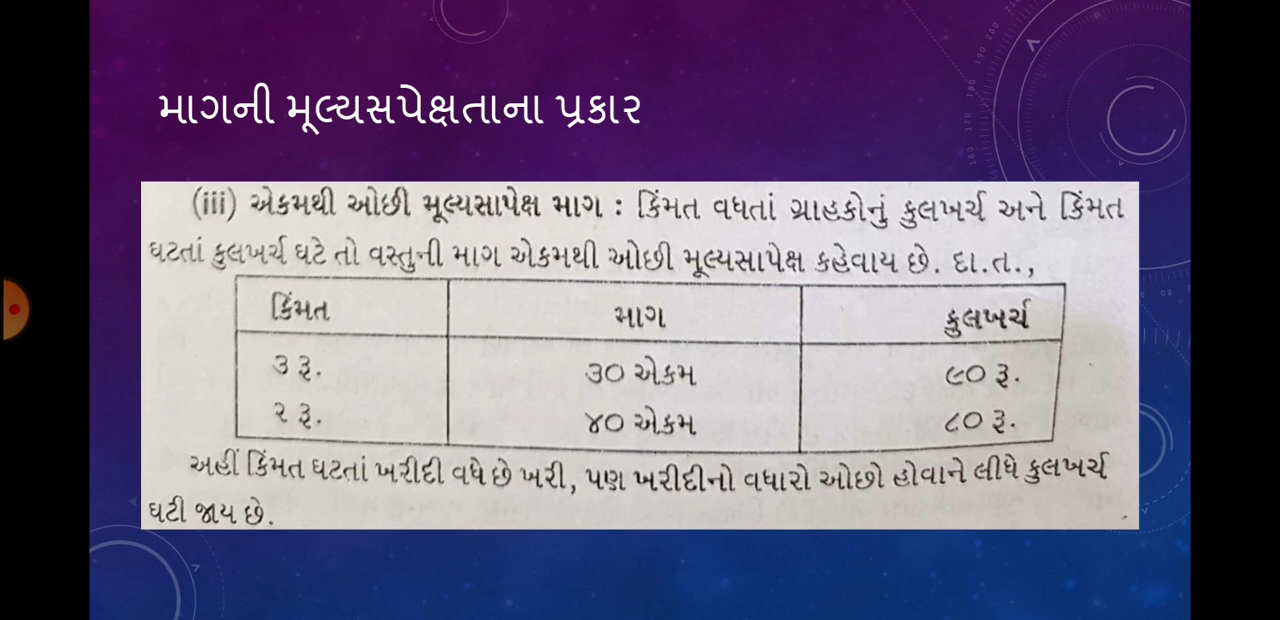 માગની મૂલ્યસપેક્ષતાના પ્રકાર
(iii) એકમથી ઓછી મૂલ્યસાપેક્ષ માગ : કિંમત વધતાં ગ્રાહકોનું કુલખર્ચ અને કિંમત
ઘટતાં કુલખર્ચ ઘટે તો વસ્તુની માગ એકમથી ઓછી મૂલ્યસાપેક્ષ કહેવાય છે. દા.ત.,
કિંમત માગ કુલખર્ચ
૩ રૂ. ૩૦ એકમ ૯૦ રૂ.
૨ રૂ. ૪૦ એકમ ૮૦ રૂ.
અહીં કિંમત ઘટતાં ખરીદી વધે છે ખરી, પણ ખરીદીનો વધારો ઓછો હોવાને લીધે કુલખર્ચ
ઘટી જાય છે.